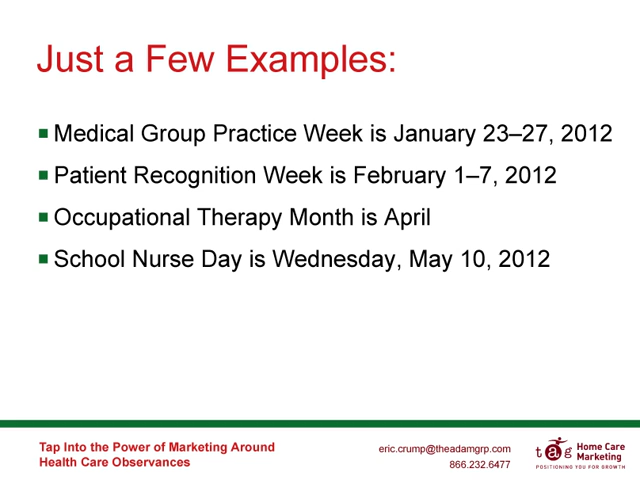 Just a Few Examples:
Medical Group Practice Week is January 23–27, 2012
Patient Recognition Week is February 1–7, 2012
Occupational Therapy Month is April
School Nurse Day is Wednesday, May 10, 2012
Tap Into the Power of Marketing Around
Health Care Observances
eric.crump@theadamgrp.com
866.232.6477
tag
Home Care
Marketing
POSITIONING YOU FOR GROWTH